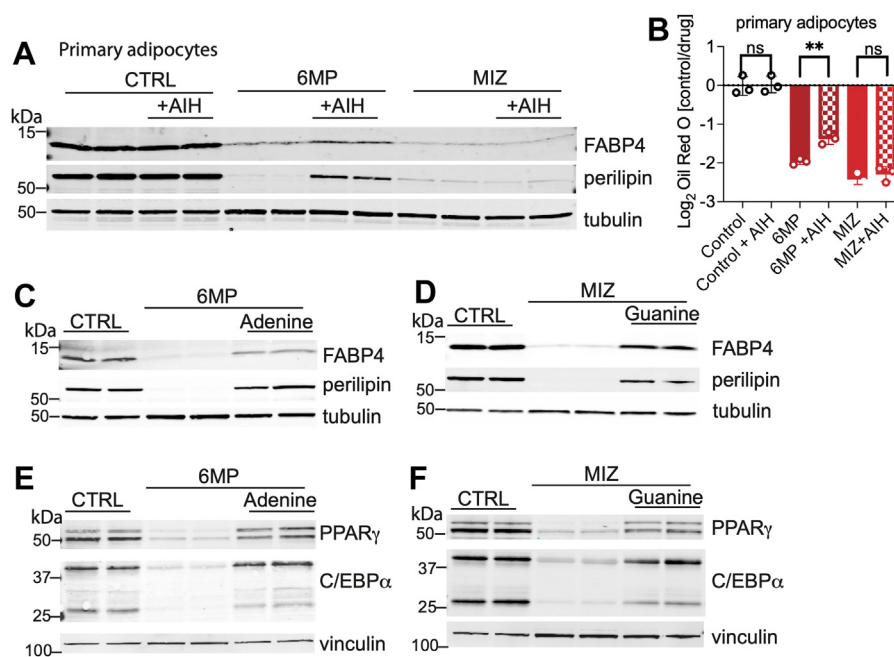 A
Primary adipocytes
CTRL 6MP MIZ
+AIH +AIH +AIH
kDa
15
FABP4
50
perilipin
50
tubulin
B
primary adipocytes
ns ** ns
Log2 Oil Red O [control/drug]
1
0
-1
-2
-3
Control
Control + AIH
6MP
6MP +AIH
MIZ
MIZ+AIH
C
6MP
CTRL Adenine
kDa
15
FABP4
perilipin
50
50
tubulin
D
MIZ
CTRL Guanine
kDa
15
FABP4
50
perilipin
50
tubulin
E
6MP
CTRL Adenine
kDa
50
PPARγ
37
C/EBPα
25
100
vinculin
F
MIZ
CTRL Guanine
kDa
50
PPARγ
37
C/EBPα
25
100
vinculin